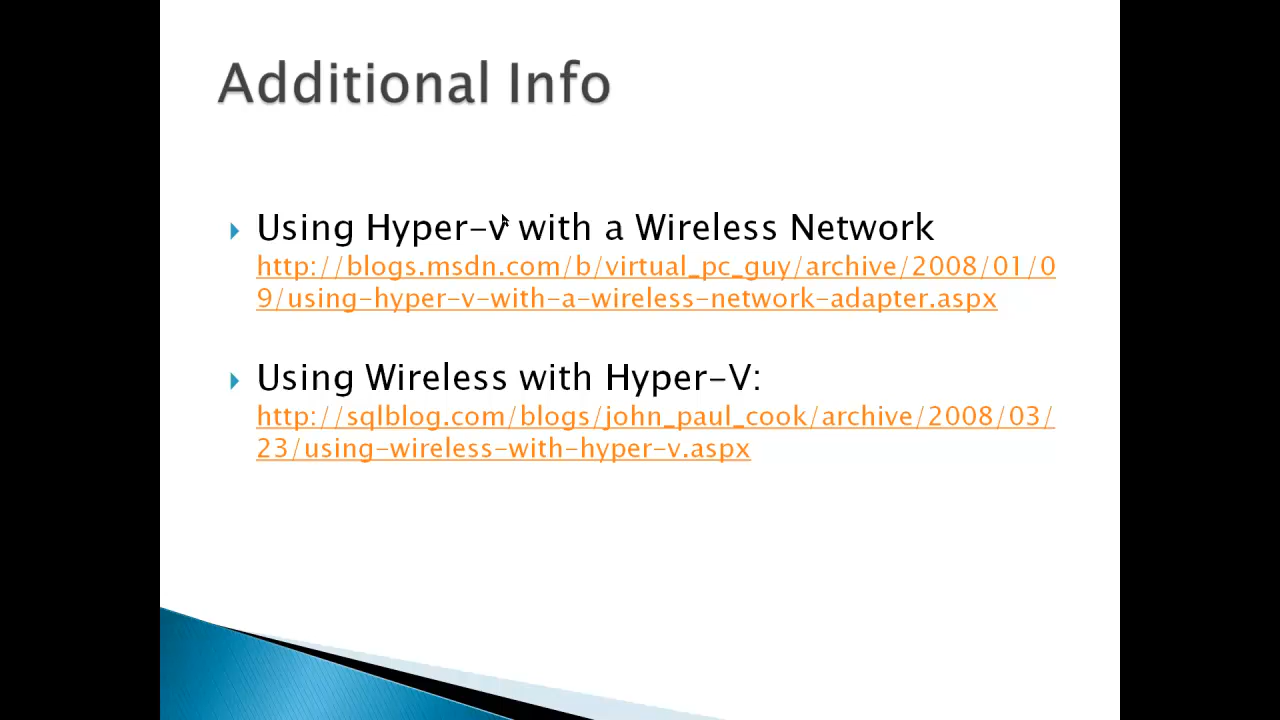 Additional Info
Using Hyper-v with a Wireless Network
http://blogs.msdn.com/b/virtual_pc_guy/archive/2008/01/0
9/using-hyper-v-with-a-wireless-network-adapter.aspx
Using Wireless with Hyper-V:
http://sqlblog.com/blogs/john_paul_cook/archive/2008/03/
23/using-wireless-with-hyper-v.aspx